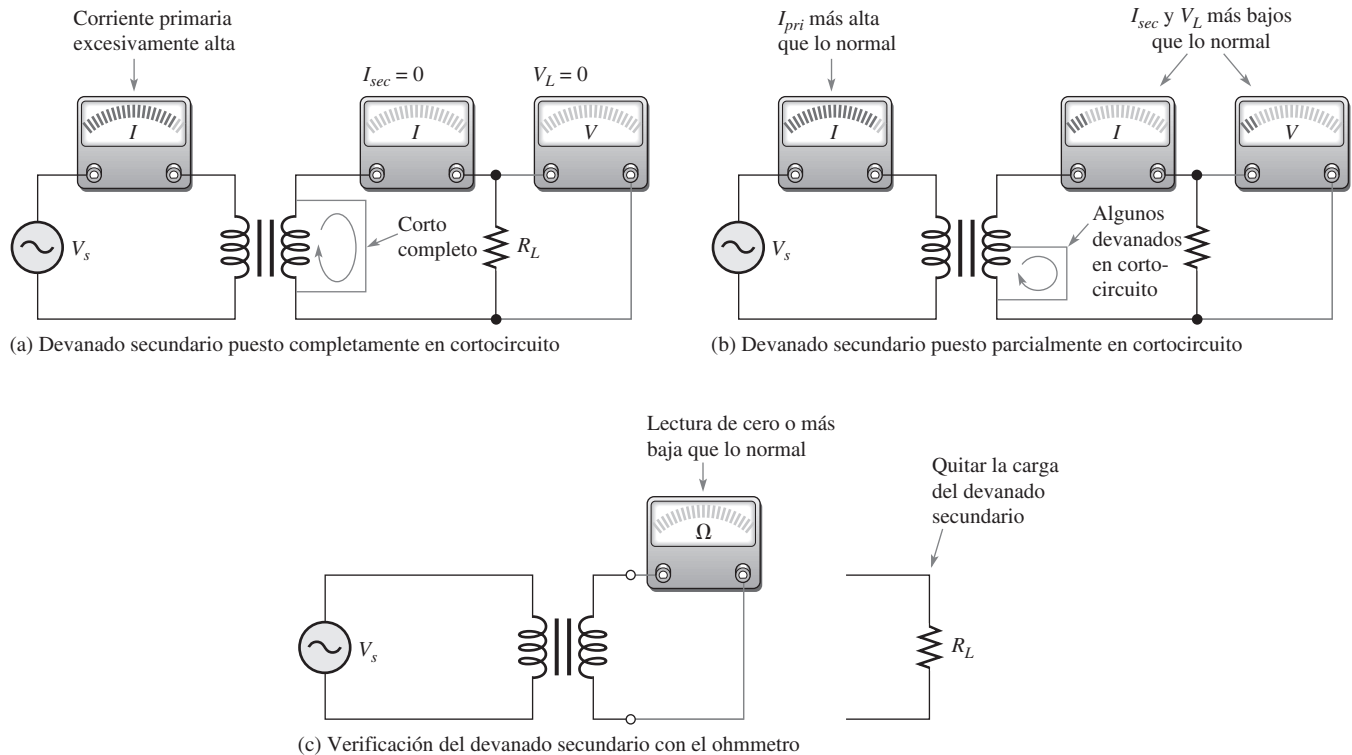 Corriente primaria
excesivamente alta
I_sec = 0
V_L = 0
I
I
V
V_s
Corto
completo
R_L
(a) Devanado secundario puesto completamente en cortocircuito
I_pri más alta
que lo normal
I_sec y V_L más bajos
que lo normal
I
I
V
V_s
Algunos
devanados
en corto-
circuito
(b) Devanado secundario puesto parcialmente en cortocircuito
Lectura de cero o más
baja que lo normal
Quitar la carga
del devanado
secundario
Ω
V_s
R_L
(c) Verificación del devanado secundario con el ohmmetro